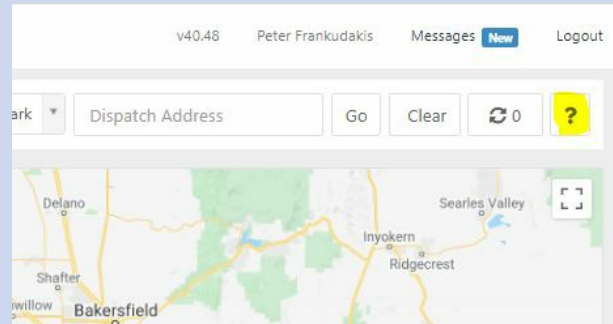 v40.48 Peter Frankudakis Messages New Logout
ark Dispatch Address Go Clear 0 ?
Delano
Searles Valley
Inyokern
Ridgecrest
Shafter
willow
Bakersfield